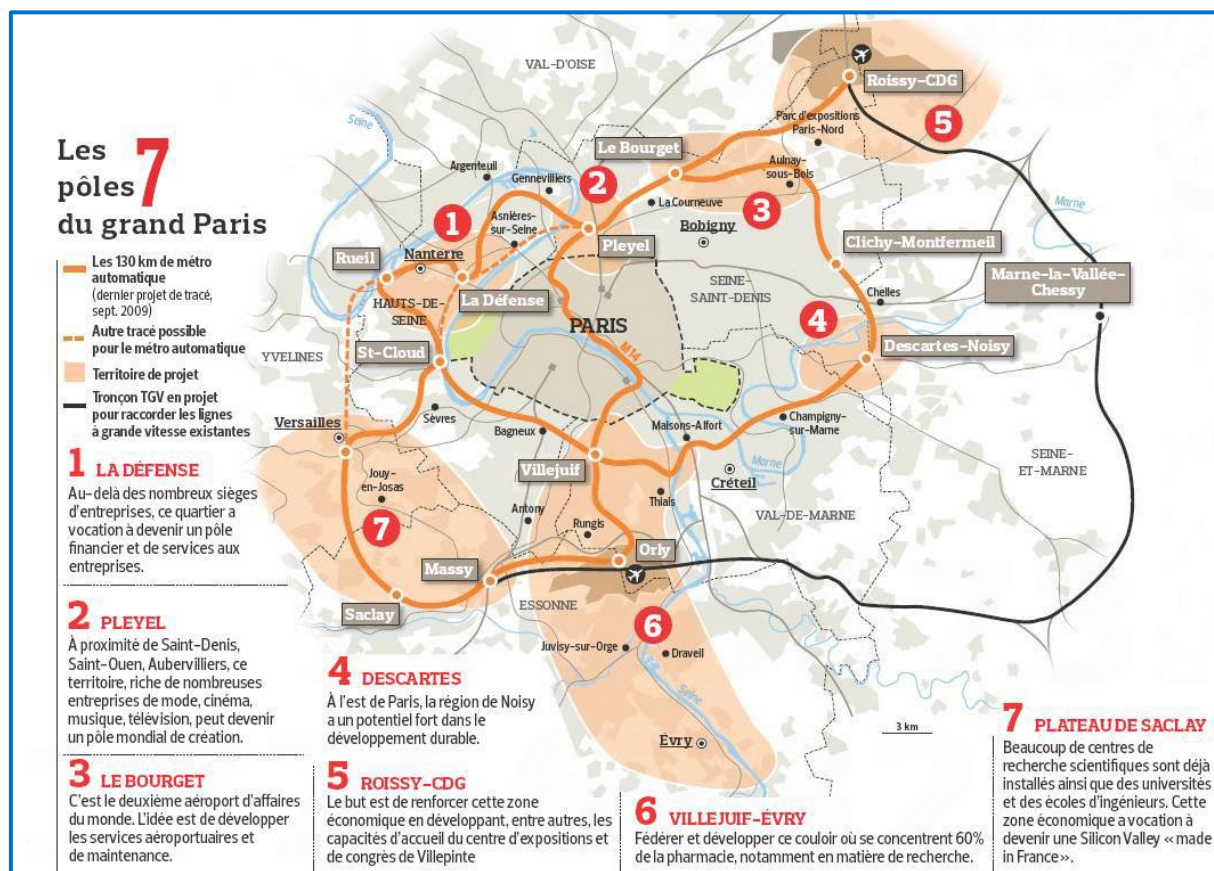 Les 7
pôles
du grand Paris
Les 130 km de métro
automatique
(dernier projet de tracé,
sept. 2009)
Autre tracé possible
pour le métro automatique
Territoire de projet
Tronçon TGV en projet
pour raccorder les lignes
à grande vitesse existantes
1 LA DÉFENSE
Au-delà des nombreux sièges
d'entreprises, ce quartier a
vocation à devenir un pôle
financier et de services aux
entreprises.
2 PLEYEL
À proximité de Saint-Denis,
Saint-Ouen, Aubervilliers, ce
territoire, riche de nombreuses
entreprises de mode, cinéma,
musique, télévision, peut devenir
un pôle mondial de création.
3 LE BOURGET
C'est le deuxième aéroport d'affaires
du monde. L'idée est de développer
les services aéroportuaires et
de maintenance.
4 DESCARTES
À l'est de Paris, la région de Noisy
a un potentiel fort dans le
développement durable.
5 ROISSY-CDG
Le but est de renforcer cette zone
économique en développant, entre autres, les
capacités d'accueil du centre d'expositions et
de congrès de Villepinte
6 VILLEJUIF-ÉVRY
Fédérer et développer ce couloir où se concentrent 60%
de la pharmacie, notamment en matière de recherche.
7 PLATEAU DE SACLAY
Beaucoup de centres de
recherche scientifiques sont déjà
installés ainsi que des universités
et des écoles d'ingénieurs. Cette
zone économique a vocation à
devenir une Silicon Valley « made
in France ».
VAL-D'OISE
Roissy-CDG
5
Parc d'expositions
Paris-Nord
Seine
Le Bourget
Argenteuil
Gennevilliers
2
Aulnay-
sous-Bois
La Courneuve
3
Marne
1
Asnières-
sur-Seine
Bobigny
Pleyel
Clichy-Montfermeil
Rueil
Nanterre
Marne-la-Vallée-
Chessy
La Défense
SEINE-
SAINT-DENIS
Chelles
HAUTS-DE-
SEINE
PARIS
4
M14
St-Cloud
Descartes-Noisy
YVELINES
Sèvres
Champigny-
sur-Marne
Versailles
Bagneux
Maisons-Alfort
Villejuif
Marne
SEINE-
ET-MARNE
Jouy-
en-Josas
Créteil
Thiais
7
Antony
Rungis
VAL-DE-MARNE
Orly
Massy
Saclay
ESSONNE
6
Juvisy-sur-Orge
Draveil
Seine
Évry
3 km